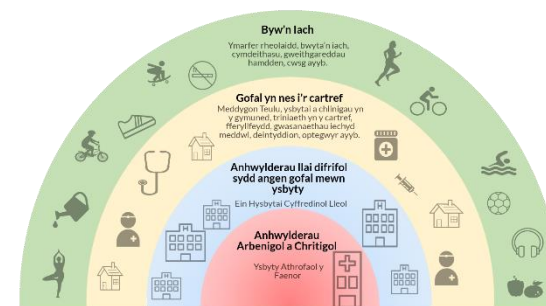 Byw'n Iach
Ymarfer rheolaidd, bwyta'n iach,
cymdeithasu, gweithgareddau
hamdden, cwsg ayyb.
Gofal yn nes i'r cartref
Meddygon Teulu, ysbytai a chlinigau yn
y gymuned, triniaeth yn y cartref,
fferyllfeydd, gwasanaethau iechyd
meddwl, deintyddion, optegwyr ayyb.
Anhwylderau llai difrifol
sydd angen gofal mewn
ysbyty
Ein Hysbytai Cyffredinol Lleol
Anhwylderau
Arbenigol a Chritigol
Ysbyty Athrofaol y
Faenor